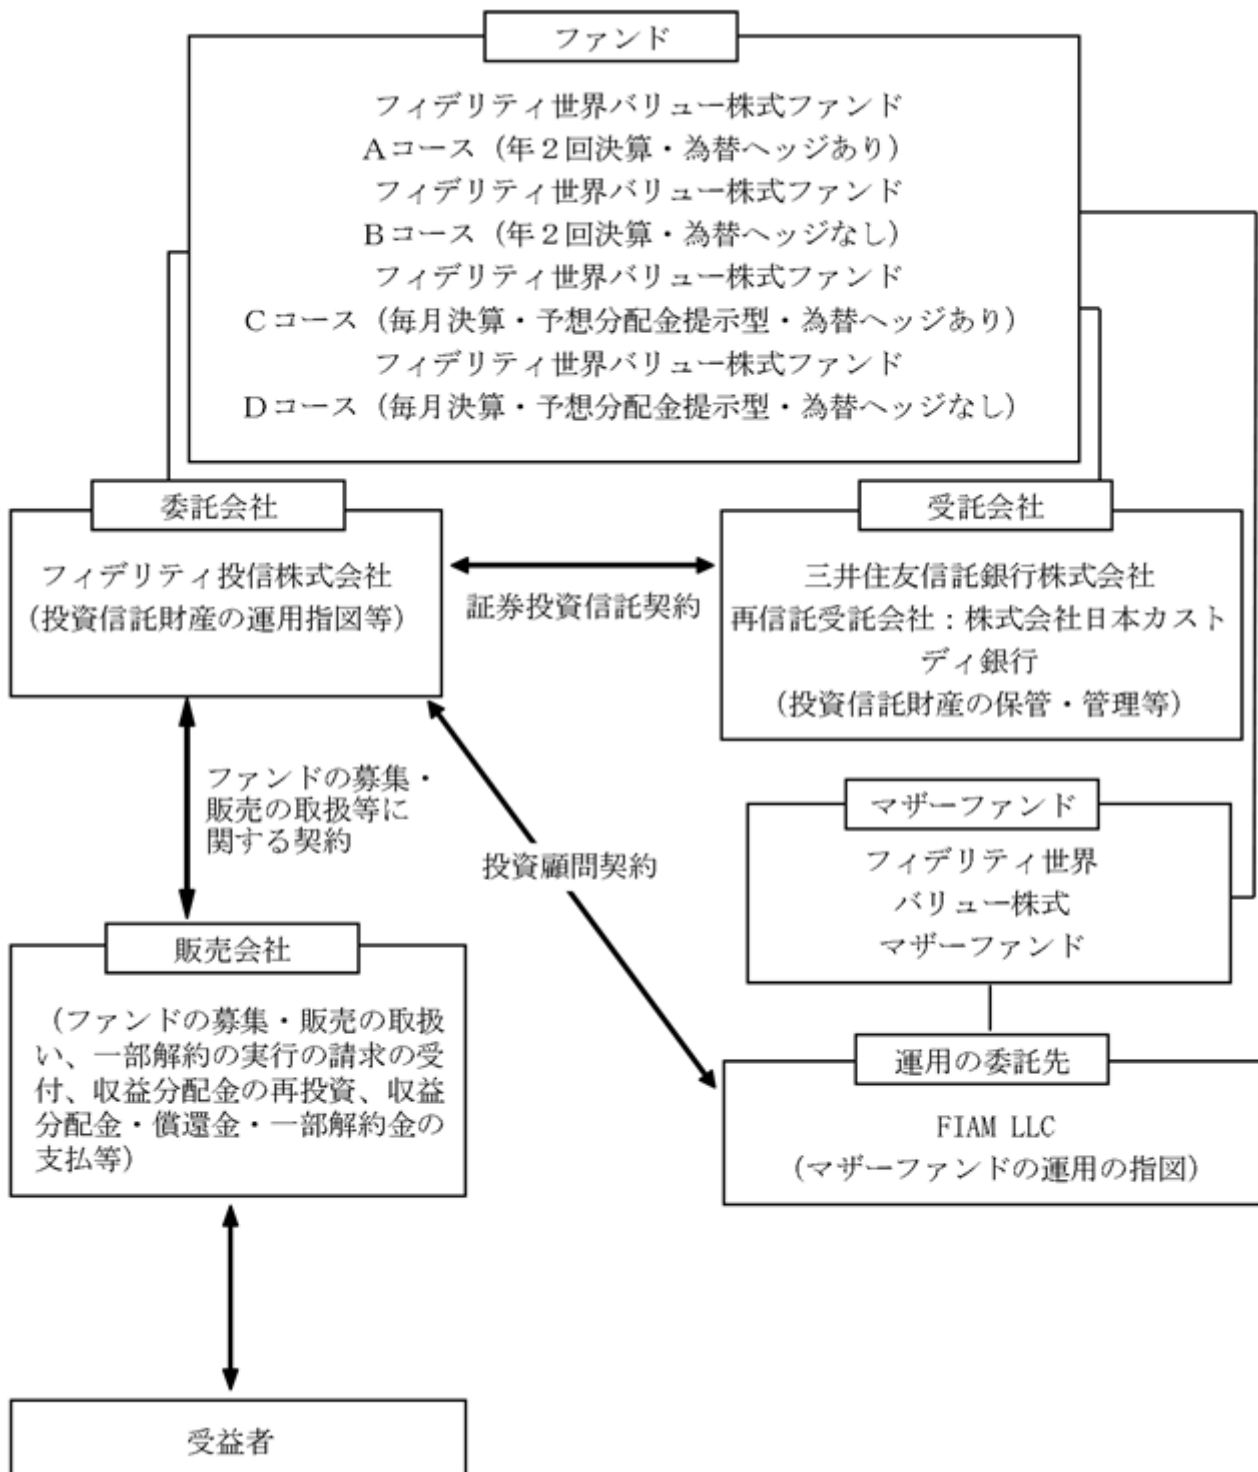 ファンド
フィデリティ世界バリュー株式ファンド
Aコース（年２回決算・為替ヘッジあり）
フィデリティ世界バリュー株式ファンド
Bコース（年２回決算・為替ヘッジなし）
フィデリティ世界バリュー株式ファンド
Cコース（毎月決算・予想分配金提示型・為替ヘッジあり）
フィデリティ世界バリュー株式ファンド
Dコース（毎月決算・予想分配金提示型・為替ヘッジなし）
委託会社
フィデリティ投信株式会社
（投資信託財産の運用指図等）
証券投資信託契約
受託会社
三井住友信託銀行株式会社
再信託受託会社：株式会社日本カスト
ディ銀行
（投資信託財産の保管・管理等）
ファンドの募集・
販売の取扱等に
関する契約
投資顧問契約
マザーファンド
フィデリティ世界
バリュー株式
マザーファンド
販売会社
（ファンドの募集・販売の取扱
い、一部解約の実行の請求の受
付、収益分配金の再投資、収益
分配金・償還金・一部解約金の
支払等）
運用の委託先
FIAM LLC
（マザーファンドの運用の指図）
受益者